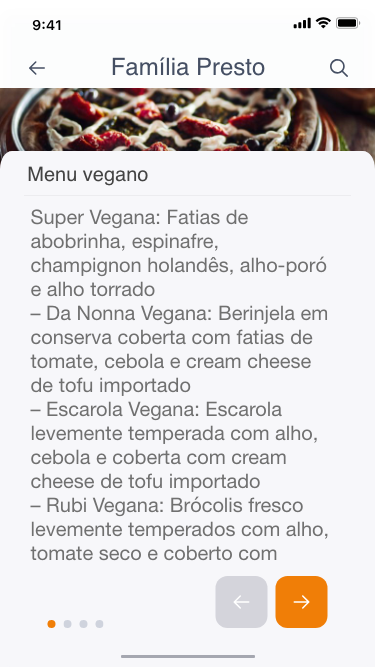 9:41
Família Presto
Menu vegano
Super Vegana: Fatias de
abobrinha, espinafre,
champignon holandês, alho-poró
e alho torrado
– Da Nonna Vegana: Berinjela em
conserva coberta com fatias de
tomate, cebola e cream cheese
de tofu importado
– Escarola Vegana: Escarola
levemente temperada com alho,
cebola e coberta com cream
cheese de tofu importado
– Rubi Vegana: Brócolis fresco
levemente temperados com alho,
tomate seco e coberto com